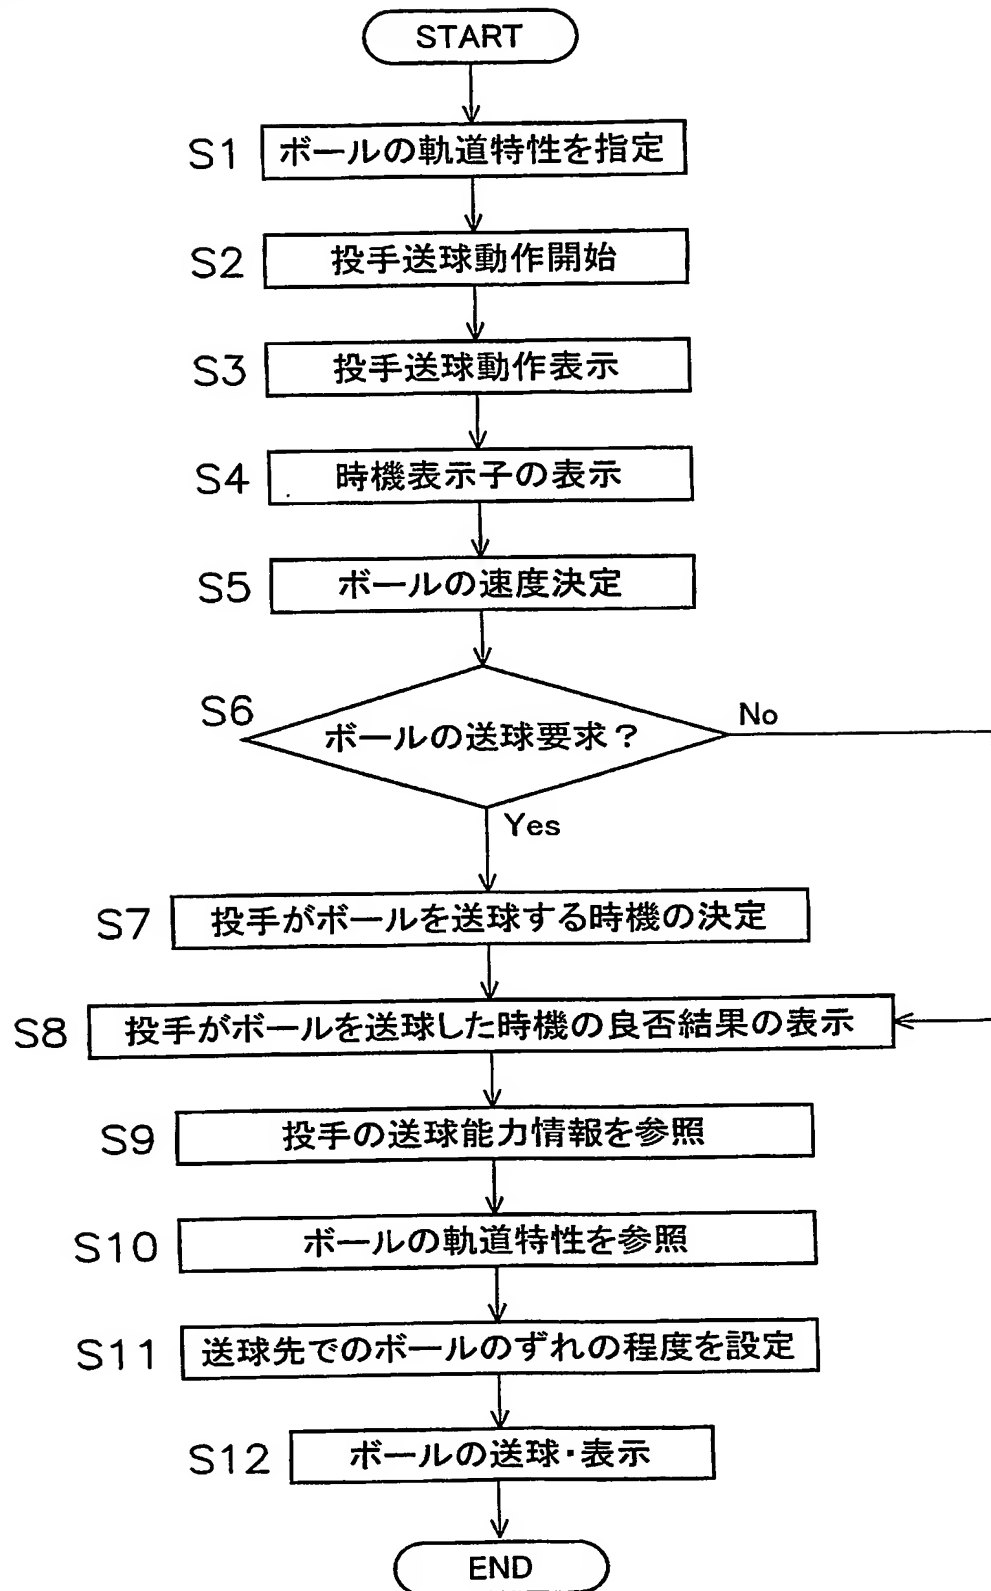 START
S1 ボールの軌道特性を指定
S2 投手送球動作開始
S3 投手送球動作表示
S4 時機表示子の表示
S5 ボールの速度決定
S6 ボールの送球要求？ No
Yes
S7 投手がボールを送球する時機の決定
S8 投手がボールを送球した時機の良否結果の表示
S9 投手の送球能力情報を参照
S10 ボールの軌道特性を参照
S11 送球先でのボールのずれの程度を設定
S12 ボールの送球・表示
END